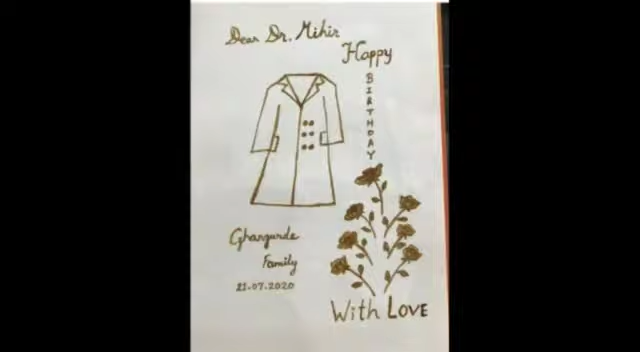 Dear Dr. Mihir
Happy
BIRTHDAY
Ghangurde
Family
21.07.2020
With LOVE